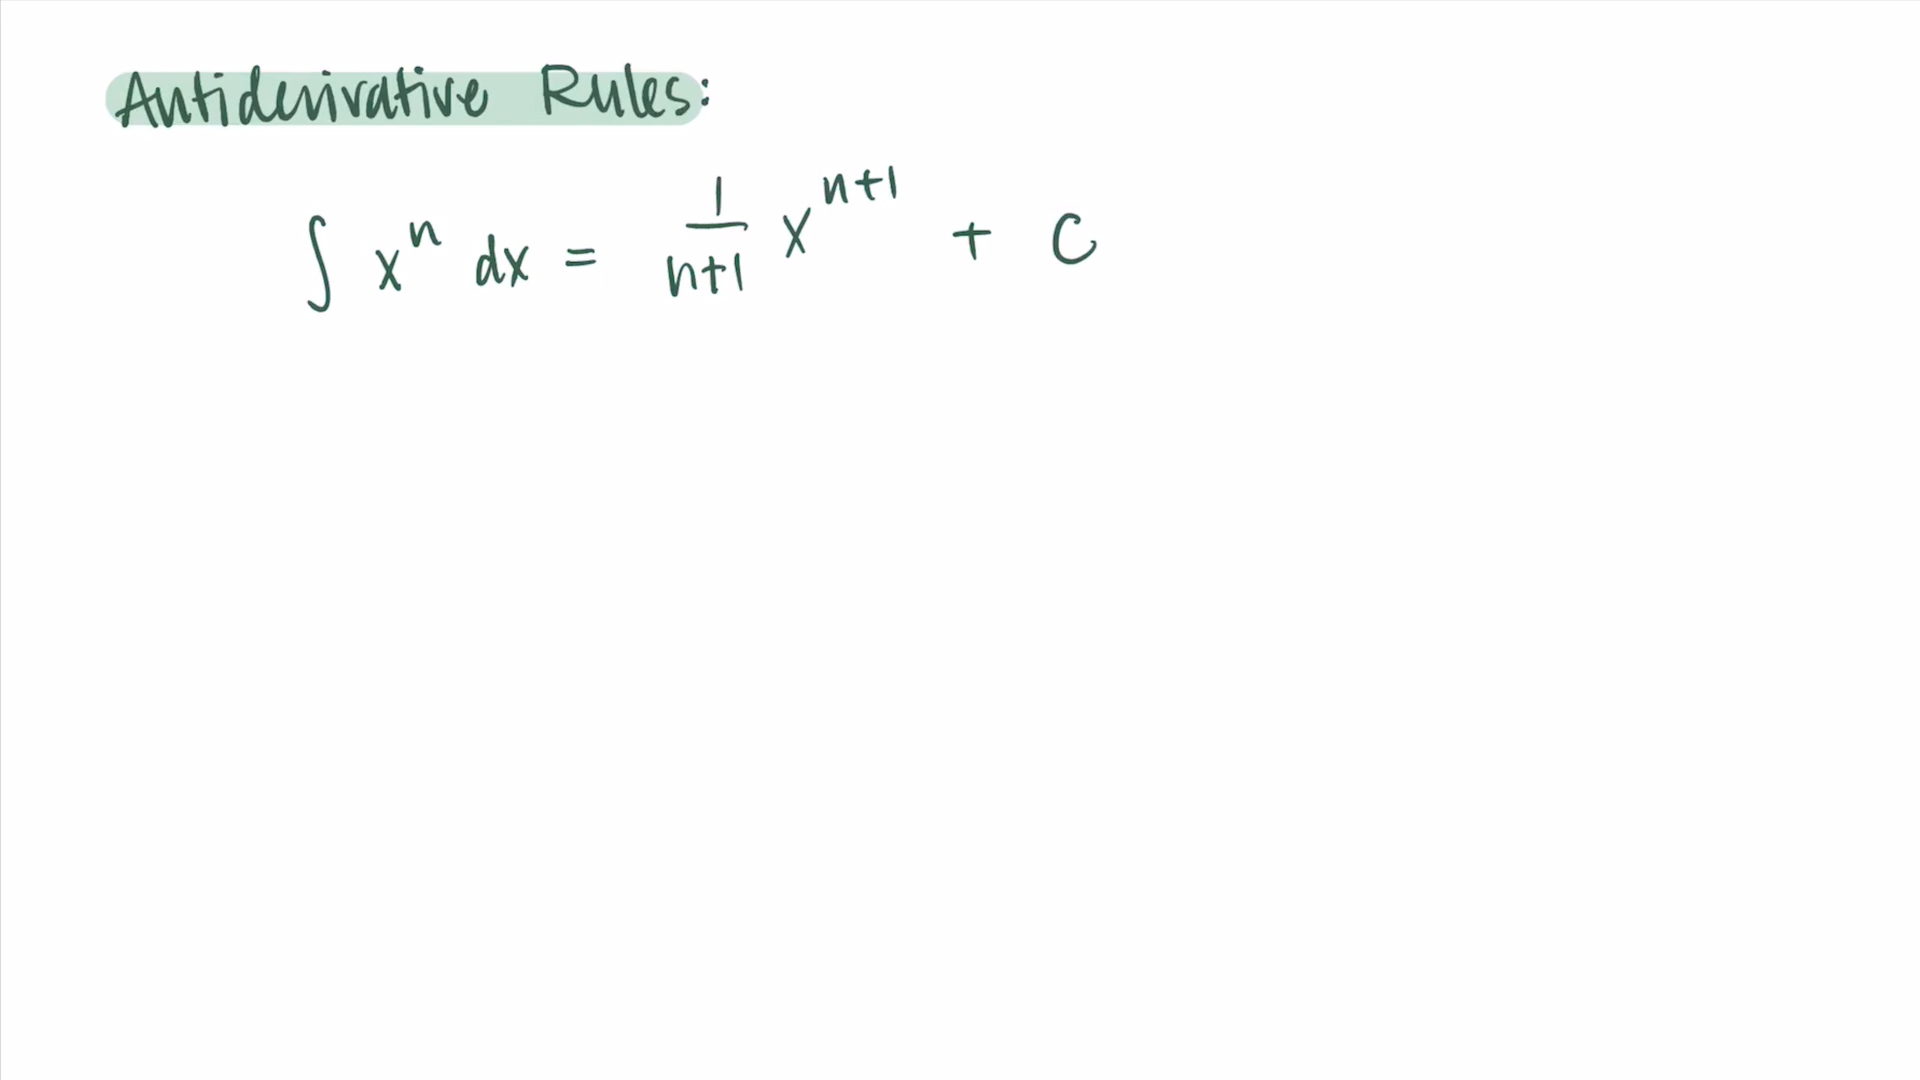 Antiderivative Rules:
∫ xⁿ dx = 1/(n+1) xⁿ⁺¹ + C